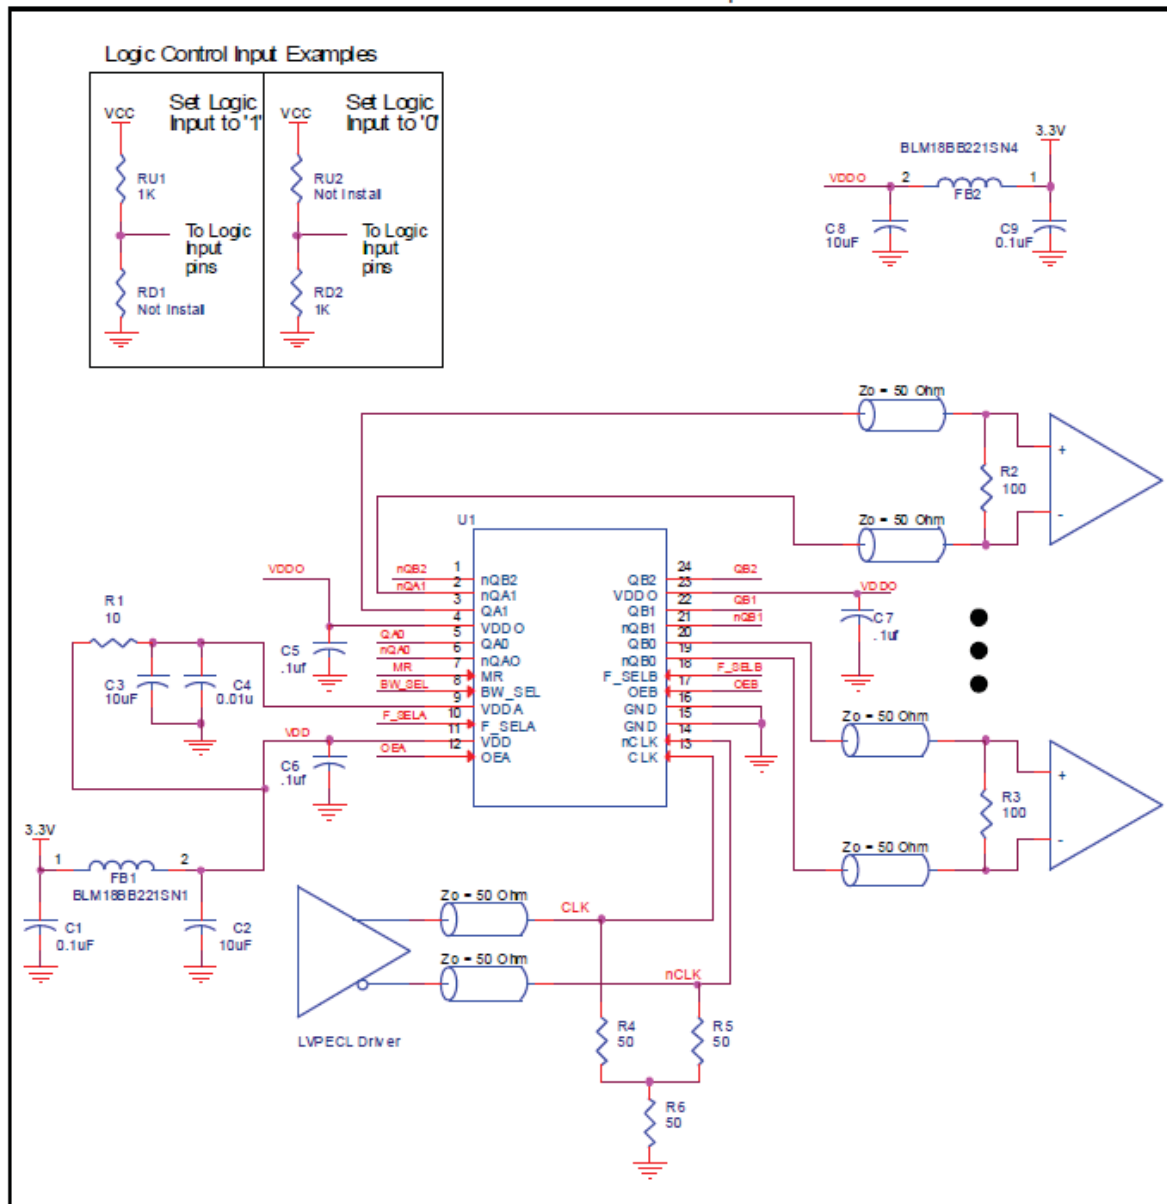 Logic Control Input Examples
Set Logic
Input to '1'
VCC
RU1
1K
To Logic
Input
pins
RD1
Not Install
Set Logic
Input to '0'
VCC
RU2
Not Install
To Logic
Input
pins
RD2
1K
3.3V
BLM18BB221SN4
VDDO
2
1
FB2
C8
10uF
C9
0.1uF
Zo = 50 Ohm
+
R2
100
-
Zo = 50 Ohm
U1
nQB2
1
nQB2
nQA1
2
nQA1
3
QA1
VDDO
4
VDDO
QA0
5
QA0
nQA0
6
nQAO
MR
7
MR
BW_SEL
8
BW_SEL
9
VDDA
F_SELA
10
F_SELA
VDD
11
VDD
OEA
12
OEA
24
QB2
QB2
23
VDDO
VDDO
22
QB1
QB1
21
nQB1
nQB1
20
QB0
19
nQB0
18
F_SELB
F_SELB
17
OEB
OEB
16
GND
15
GND
14
nCLK
13
CLK
R1
10
C3
10uF
C4
0.01u
C5
.1uf
C6
.1uf
C7
.1uf
Zo = 50 Ohm
+
R3
100
-
Zo = 50 Ohm
3.3V
1
2
FB1
BLM18BB221SN1
C1
0.1uF
C2
10uF
Zo = 50 Ohm
CLK
Zo = 50 Ohm
nCLK
LVPECL Driver
R4
50
R5
50
R6
50